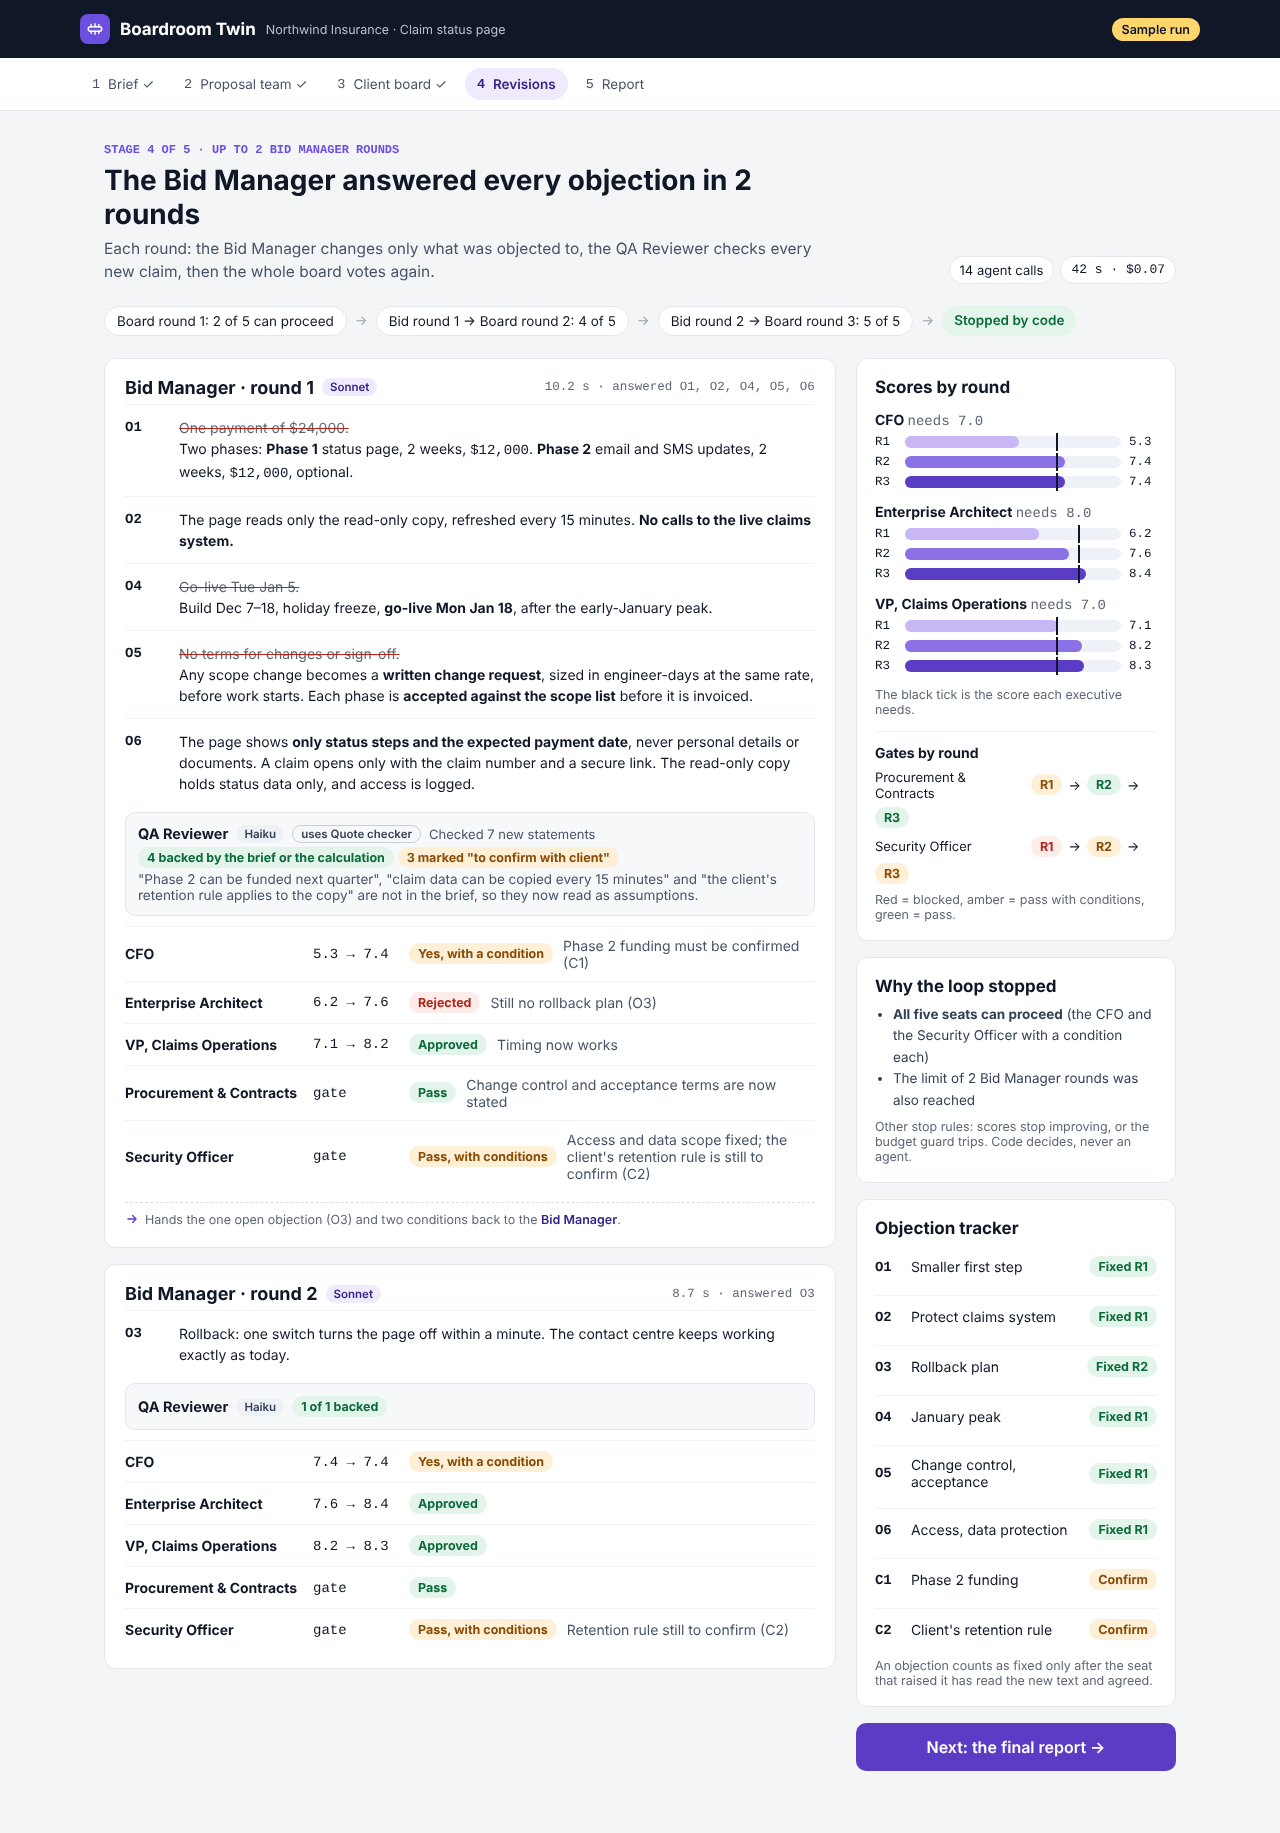 Boardroom Twin Northwind Insurance · Claim status page
Sample run
1 Brief ✓ 2 Proposal team ✓ 3 Client board ✓ 4 Revisions 5 Report
STAGE 4 OF 5 · UP TO 2 BID MANAGER ROUNDS
The Bid Manager answered every objection in 2
rounds
Each round: the Bid Manager changes only what was objected to, the QA Reviewer checks every
new claim, then the whole board votes again.
14 agent calls 42 s · $0.07
Board round 1: 2 of 5 can proceed → Bid round 1 → Board round 2: 4 of 5 → Bid round 2 → Board round 3: 5 of 5 → Stopped by code
Bid Manager · round 1 Sonnet 10.2 s · answered O1, O2, O4, O5, O6
O1 One payment of $24,000.
Two phases: Phase 1 status page, 2 weeks, $12,000. Phase 2 email and SMS updates, 2
weeks, $12,000, optional.
O2 The page reads only the read-only copy, refreshed every 15 minutes. No calls to the live claims
system.
O4 Go-live Tue Jan 5.
Build Dec 7–18, holiday freeze, go-live Mon Jan 18, after the early-January peak.
O5 No terms for changes or sign-off.
Any scope change becomes a written change request, sized in engineer-days at the same rate,
before work starts. Each phase is accepted against the scope list before it is invoiced.
O6 The page shows only status steps and the expected payment date, never personal details or
documents. A claim opens only with the claim number and a secure link. The read-only copy
holds status data only, and access is logged.
QA Reviewer Haiku uses Quote checker Checked 7 new statements
4 backed by the brief or the calculation 3 marked "to confirm with client"
"Phase 2 can be funded next quarter", "claim data can be copied every 15 minutes" and "the client's
retention rule applies to the copy" are not in the brief, so they now read as assumptions.
CFO 5.3 → 7.4 Yes, with a condition Phase 2 funding must be confirmed
(C1)
Enterprise Architect 6.2 → 7.6 Rejected Still no rollback plan (O3)
VP, Claims Operations 7.1 → 8.2 Approved Timing now works
Procurement & Contracts gate Pass Change control and acceptance terms are now
stated
Security Officer gate Pass, with conditions Access and data scope fixed; the
client's retention rule is still to
confirm (C2)
→ Hands the one open objection (O3) and two conditions back to the Bid Manager.
Bid Manager · round 2 Sonnet 8.7 s · answered O3
O3 Rollback: one switch turns the page off within a minute. The contact centre keeps working
exactly as today.
QA Reviewer Haiku 1 of 1 backed
CFO 7.4 → 7.4 Yes, with a condition
Enterprise Architect 7.6 → 8.4 Approved
VP, Claims Operations 8.2 → 8.3 Approved
Procurement & Contracts gate Pass
Security Officer gate Pass, with conditions Retention rule still to confirm (C2)
Scores by round
CFO needs 7.0
R1 5.3
R2 7.4
R3 7.4
Enterprise Architect needs 8.0
R1 6.2
R2 7.6
R3 8.4
VP, Claims Operations needs 7.0
R1 7.1
R2 8.2
R3 8.3
The black tick is the score each executive
needs.
Gates by round
Procurement &
Contracts R1 → R2 →
R3
Security Officer R1 → R2 →
R3
Red = blocked, amber = pass with conditions,
green = pass.
Why the loop stopped
• All five seats can proceed (the CFO and
the Security Officer with a condition
each)
• The limit of 2 Bid Manager rounds was
also reached
Other stop rules: scores stop improving, or the
budget guard trips. Code decides, never an
agent.
Objection tracker
O1 Smaller first step Fixed R1
O2 Protect claims system Fixed R1
O3 Rollback plan Fixed R2
O4 January peak Fixed R1
O5 Change control,
acceptance Fixed R1
O6 Access, data protection Fixed R1
C1 Phase 2 funding Confirm
C2 Client's retention rule Confirm
An objection counts as fixed only after the seat
that raised it has read the new text and agreed.
Next: the final report →